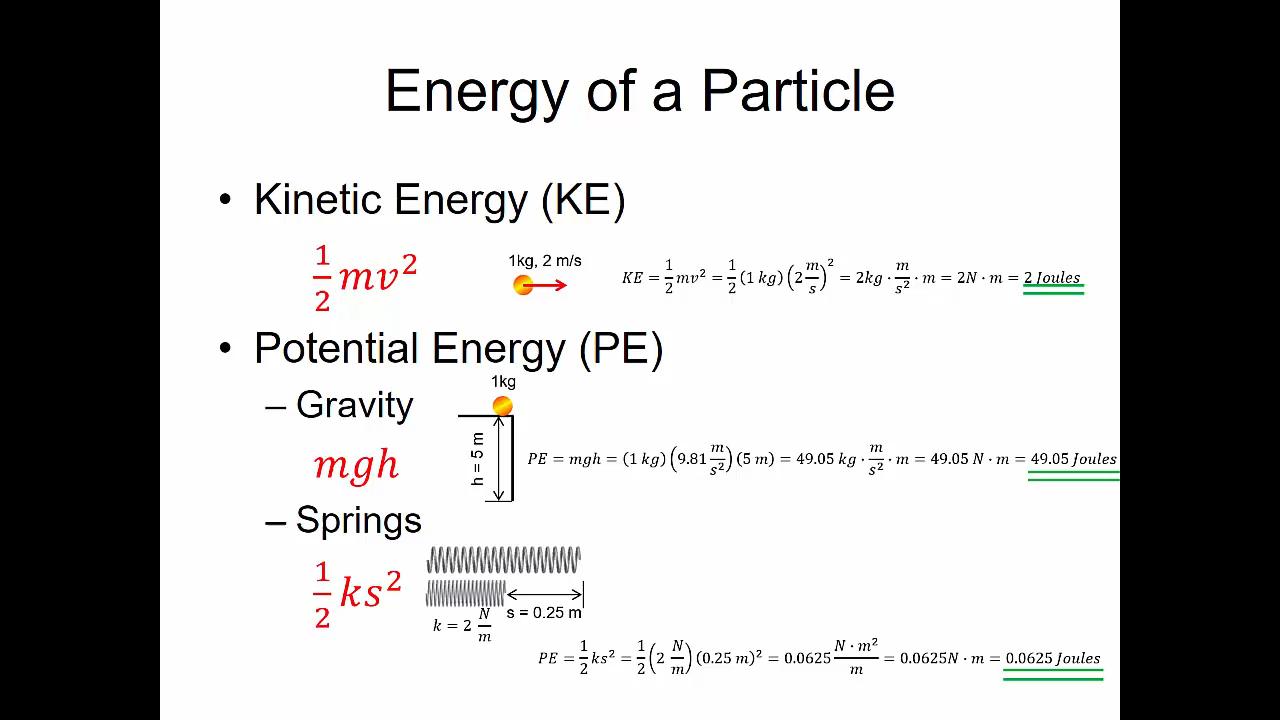 Energy of a Particle
• Kinetic Energy (KE)
1/2 mv²
1kg, 2 m/s
KE = 1/2 mv² = 1/2 (1 kg)(2 m/s)² = 2kg · m/s² · m = 2N · m = 2 Joules
• Potential Energy (PE)
1kg
– Gravity
mgh
h = 5 m
PE = mgh = (1 kg)(9.81 m/s²)(5 m) = 49.05 kg · m/s² · m = 49.05 N · m = 49.05 Joules
– Springs
1/2 ks²
s = 0.25 m
k = 2 N/m
PE = 1/2 ks² = 1/2 (2 N/m)(0.25 m)² = 0.0625 N · m²/m = 0.0625N · m = 0.0625 Joules